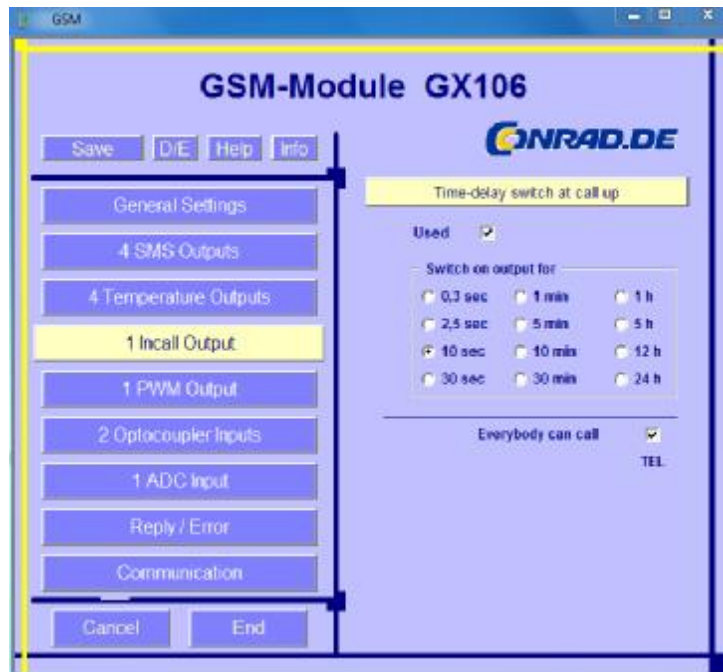 GSM
GSM-Module GX106
CONRAD.DE
Save D/E Help Info
General Settings
4 SMS Outputs
4 Temperature Outputs
1 Incall Output
1 PWM Output
2 Optocoupler Inputs
1 ADC Input
Reply / Error
Communication
Cancel End
Time-delay switch at call up
Used
Switch on output for
0,3 sec 1 min 1 h
2,5 sec 5 min 5 h
10 sec 10 min 12 h
30 sec 30 min 24 h
Everybody can call
TEL